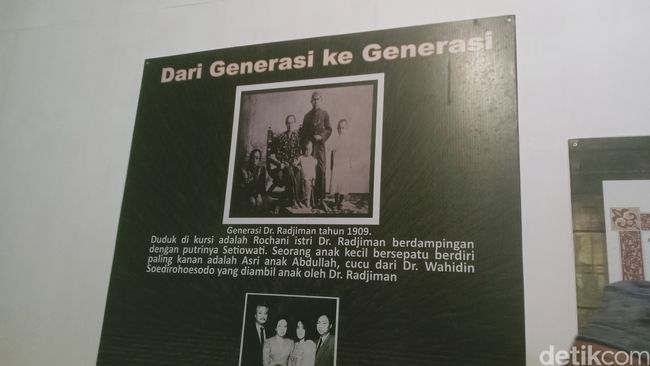 Dari Generasi ke Generasi
Generasi Dr. Radjiman tahun 1909.
Duduk di kursi adalah Rochani istri Dr. Radjiman berdampingan
dengan putrinya Setiowati. Seorang anak kecil bersepatu berdiri
paling kanan adalah Asri anak Abdullah, cucu dari Dr. Wahidin
Soedirohoesodo yang diambil anak oleh Dr. Radjiman
detikcom